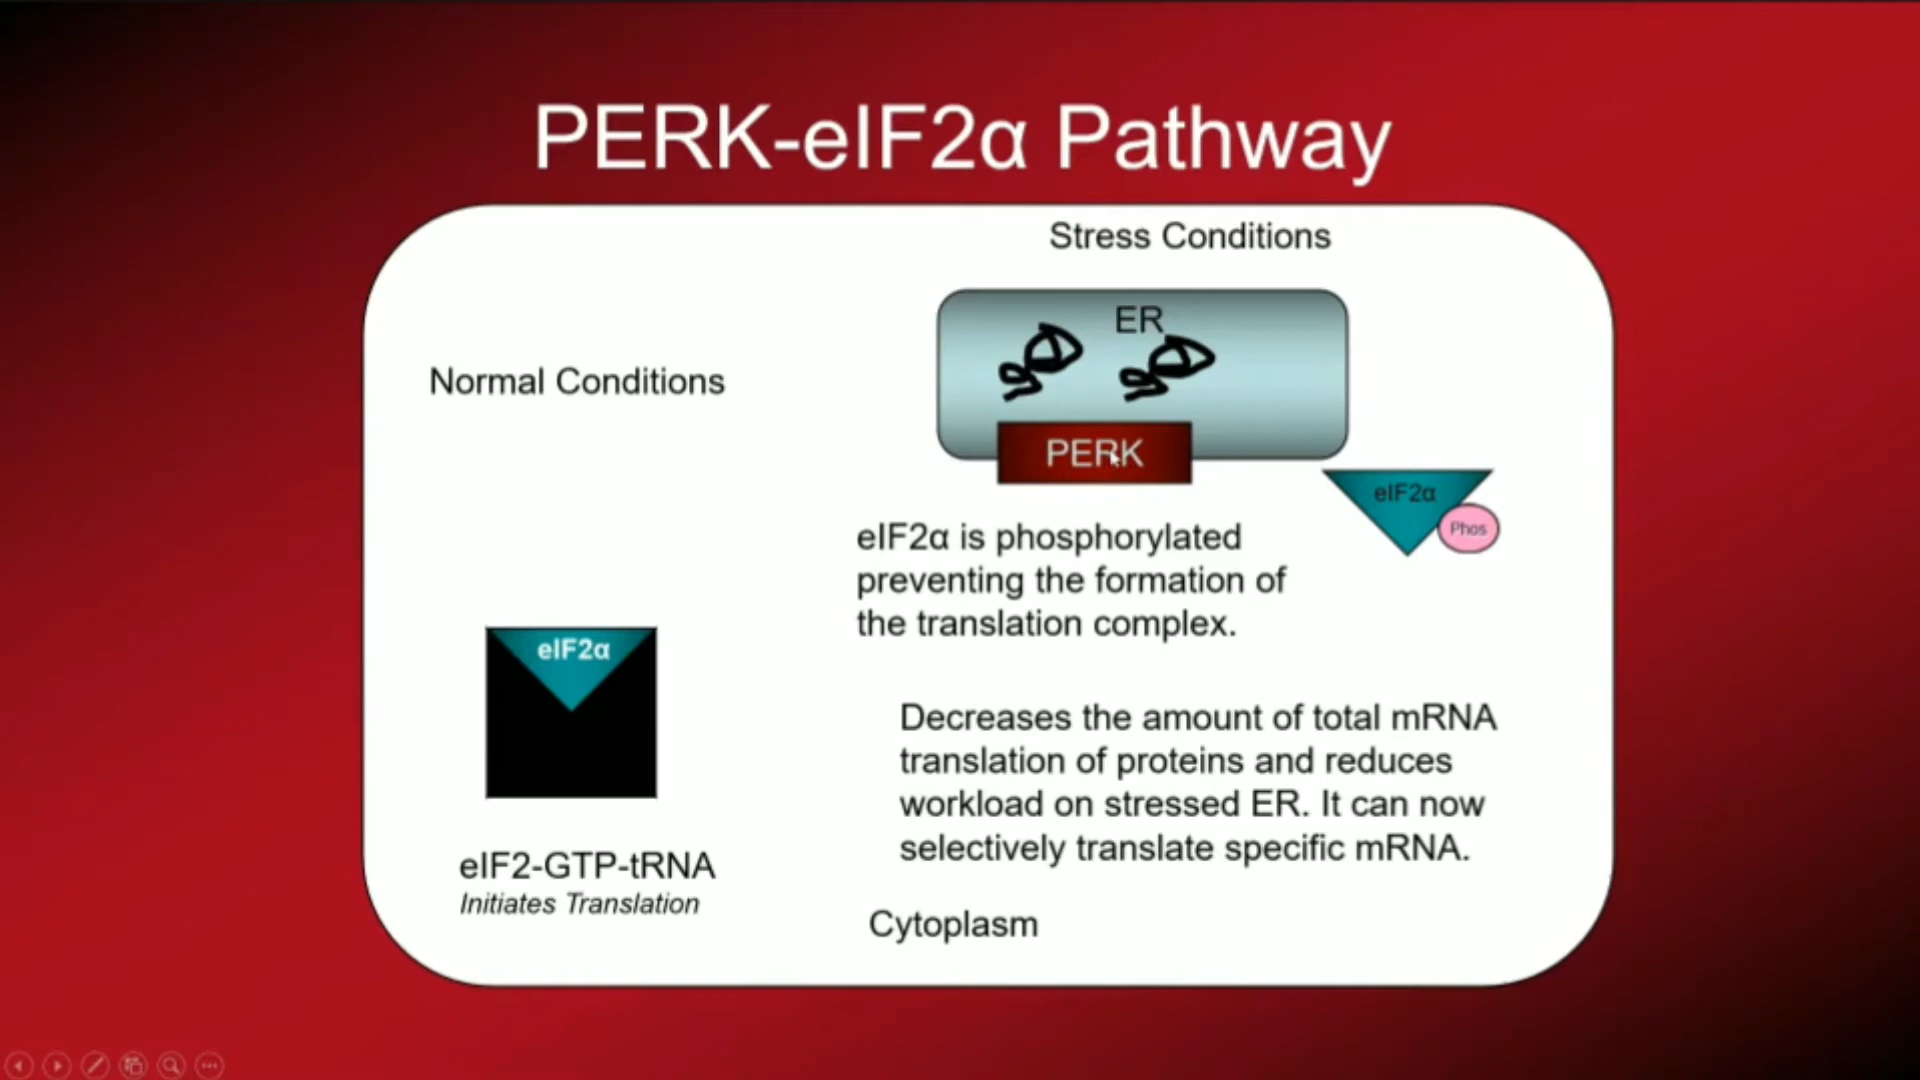 PERK-eIF2α Pathway
Stress Conditions
ER
Normal Conditions
PERK
eIF2α
Phos
eIF2α is phosphorylated
preventing the formation of
the translation complex.
eIF2α
Decreases the amount of total mRNA
translation of proteins and reduces
workload on stressed ER. It can now
selectively translate specific mRNA.
eIF2-GTP-tRNA
Initiates Translation
Cytoplasm